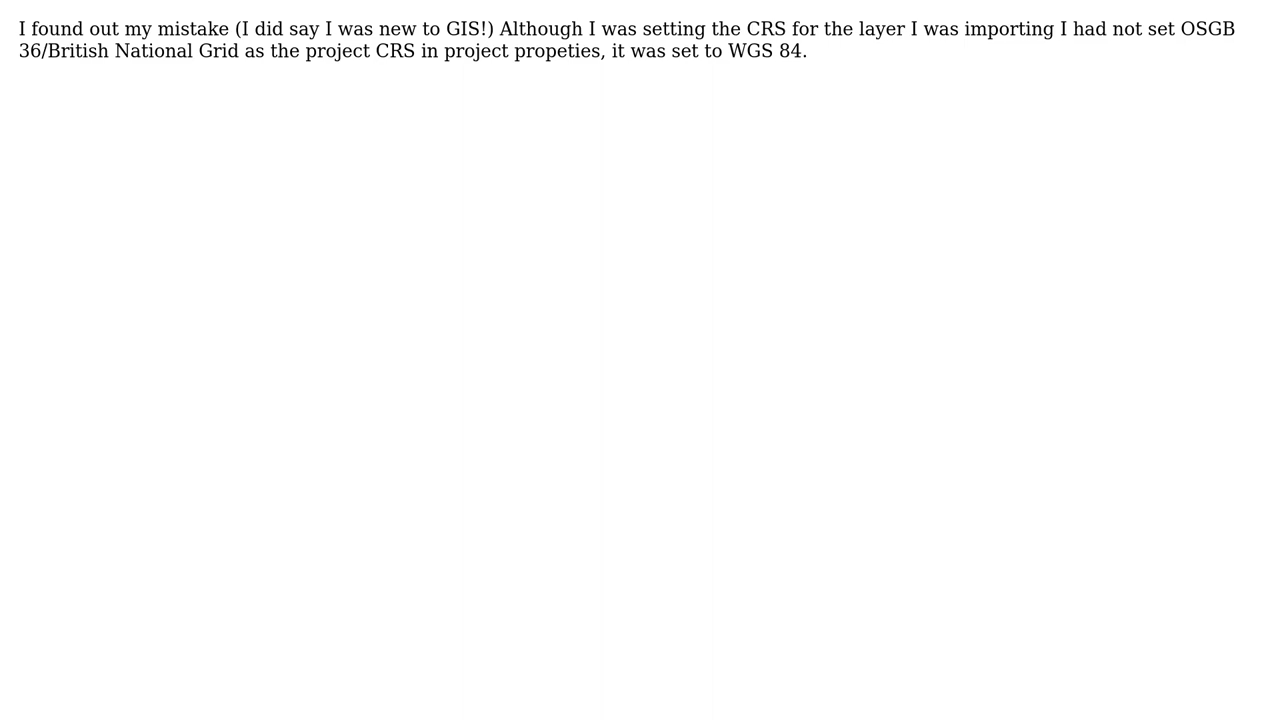 I found out my mistake (I did say I was new to GIS!) Although I was setting the CRS for the layer I was importing I had not set OSGB
36/British National Grid as the project CRS in project propeties, it was set to WGS 84.